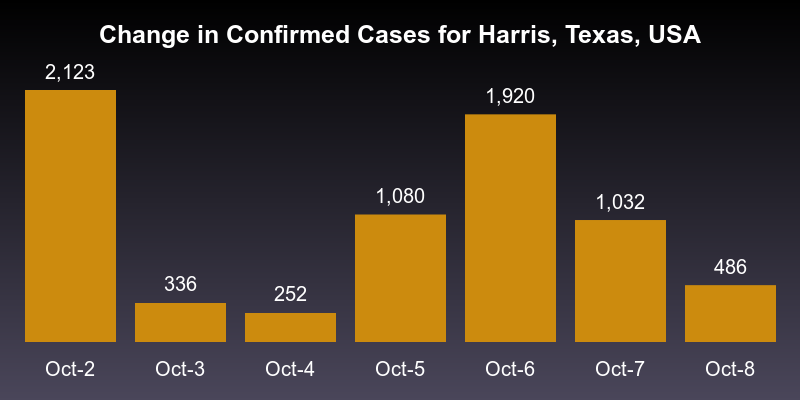 Change in Confirmed Cases for Harris, Texas, USA
2,123
336
252
1,080
1,920
1,032
486
Oct-2
Oct-3
Oct-4
Oct-5
Oct-6
Oct-7
Oct-8